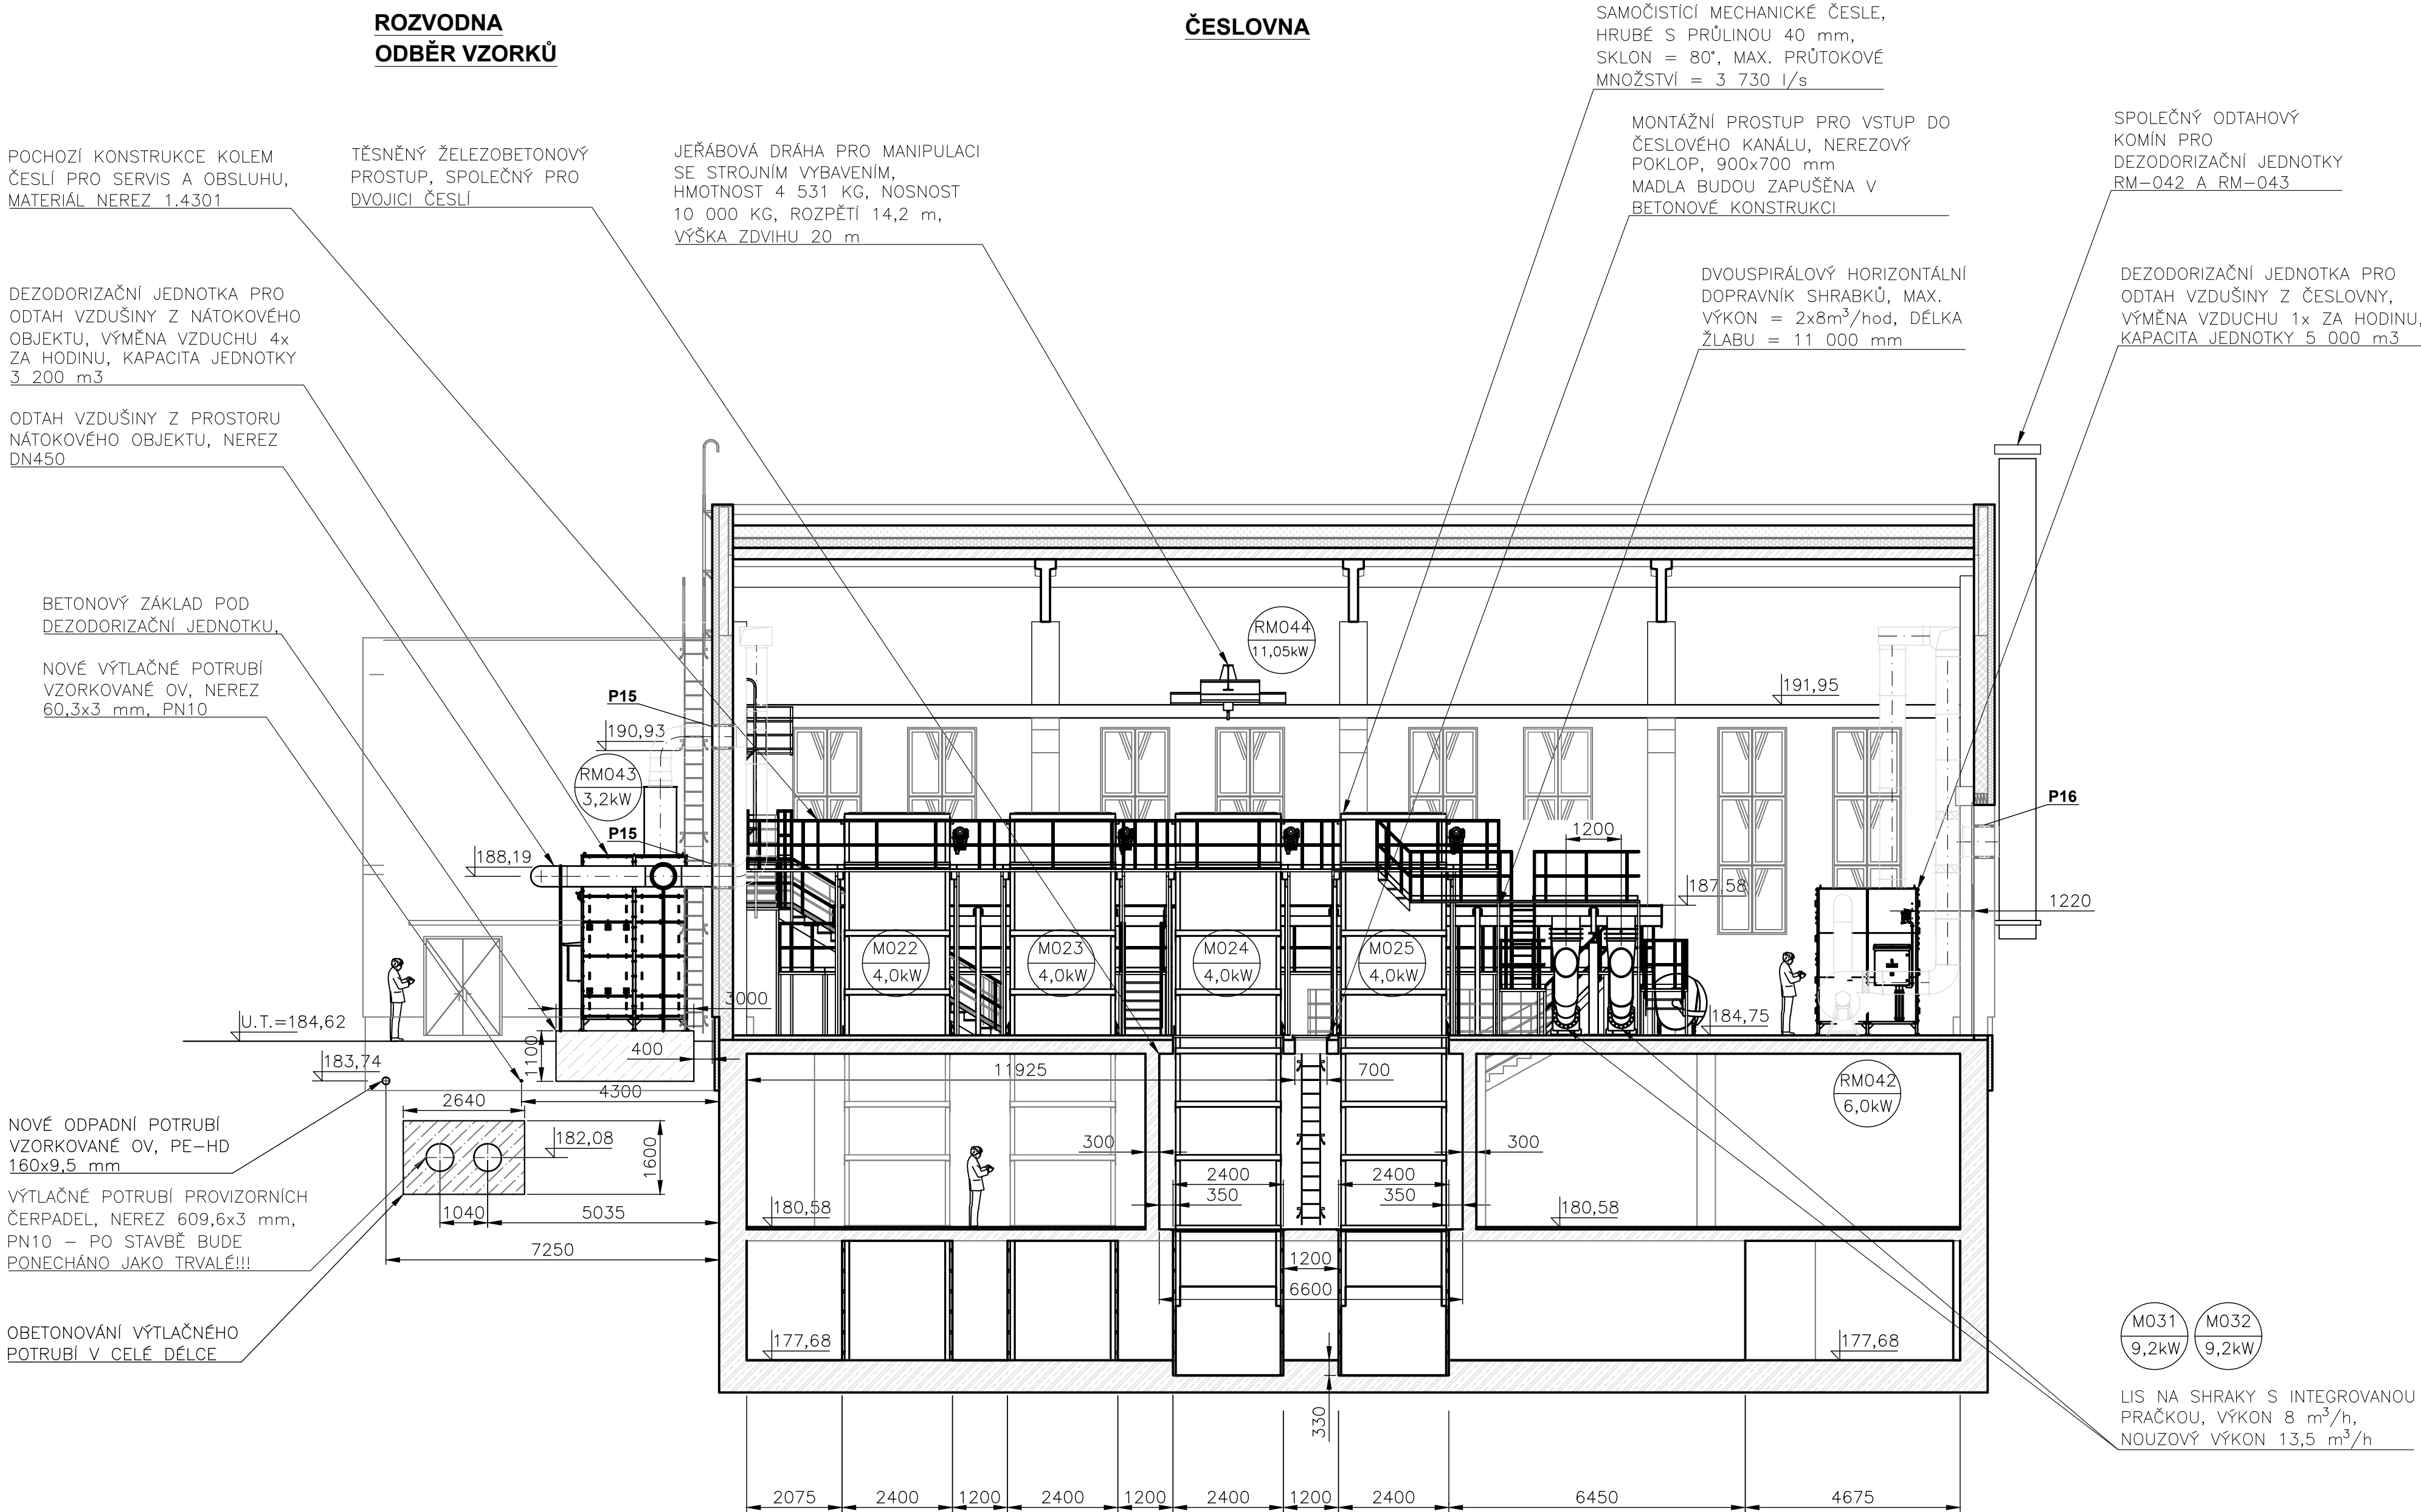 ROZVODNA
ODBĚR VZORKŮ
ČESLOVNA
SAMOČISTÍCÍ MECHANICKÉ ČESLE,
HRUBÉ S PRŮLINOU 40 mm,
SKLON = 80°, MAX. PRŮTOKOVÉ
MNOŽSTVÍ = 3 730 l/s
MONTÁŽNÍ PROSTUP PRO VSTUP DO
ČESLOVÉHO KANÁLU, NEREZOVÝ
POKLOP, 900x700 mm
MADLA BUDOU ZAPUŠĚNA V
BETONOVÉ KONSTRUKCI
SPOLEČNÝ ODTAHOVÝ
KOMÍN PRO
DEZODORIZAČNÍ JEDNOTKY
RM-042 A RM-043
POCHOZÍ KONSTRUKCE KOLEM
ČESLÍ PRO SERVIS A OBSLUHU,
MATERIÁL NEREZ 1.4301
TĚSNĚNÝ ŽELEZOBETONOVÝ
PROSTUP, SPOLEČNÝ PRO
DVOJICI ČESLÍ
JEŘÁBOVÁ DRÁHA PRO MANIPULACI
SE STROJNÍM VYBAVENÍM,
HMOTNOST 4 531 KG, NOSNOST
10 000 KG, ROZPĚTÍ 14,2 m,
VÝŠKA ZDVIHU 20 m
DVOUSPIRÁLOVÝ HORIZONTÁLNÍ
DOPRAVNÍK SHRABKŮ, MAX.
VÝKON = 2x8m³/hod, DÉLKA
ŽLABU = 11 000 mm
DEZODORIZAČNÍ JEDNOTKA PRO
ODTAH VZDUŠINY Z ČESLOVNY,
VÝMĚNA VZDUCHU 1x ZA HODINU,
KAPACITA JEDNOTKY 5 000 m3
DEZODORIZAČNÍ JEDNOTKA PRO
ODTAH VZDUŠINY Z NÁTOKOVÉHO
OBJEKTU, VÝMĚNA VZDUCHU 4x
ZA HODINU, KAPACITA JEDNOTKY
3 200 m3
ODTAH VZDUŠINY Z PROSTORU
NÁTOKOVÉHO OBJEKTU, NEREZ
DN450
BETONOVÝ ZÁKLAD POD
DEZODORIZAČNÍ JEDNOTKU,
NOVÉ VÝTLAČNÉ POTRUBÍ
VZORKOVANÉ OV, NEREZ
60,3x3 mm, PN10
RM044
11,05kW
191,95
P15
190,93
RM043
3,2kW
P15
188,19
P16
1200
187,58
1220
M022
4,0kW
M023
4,0kW
M024
4,0kW
M025
4,0kW
3000
U.T.=184,62
184,75
183,74
1100
400
4300
11925
700
RM042
6,0kW
2640
182,08
1600
300
300
2400
2400
350
350
1040
5035
7250
180,58
180,58
1200
6600
177,68
177,68
330
NOVÉ ODPADNÍ POTRUBÍ
VZORKOVANÉ OV, PE-HD
160x9,5 mm
VÝTLAČNÉ POTRUBÍ PROVIZORNÍCH
ČERPADEL, NEREZ 609,6x3 mm,
PN10 – PO STAVBĚ BUDE
PONECHÁNO JAKO TRVALÉ!!!
OBETONOVÁNÍ VÝTLAČNÉHO
POTRUBÍ V CELÉ DÉLCE
M031
9,2kW
M032
9,2kW
LIS NA SHRAKY S INTEGROVANOU
PRAČKOU, VÝKON 8 m³/h,
NOUZOVÝ VÝKON 13,5 m³/h
2075 2400 1200 2400 1200 2400 1200 2400 6450 4675